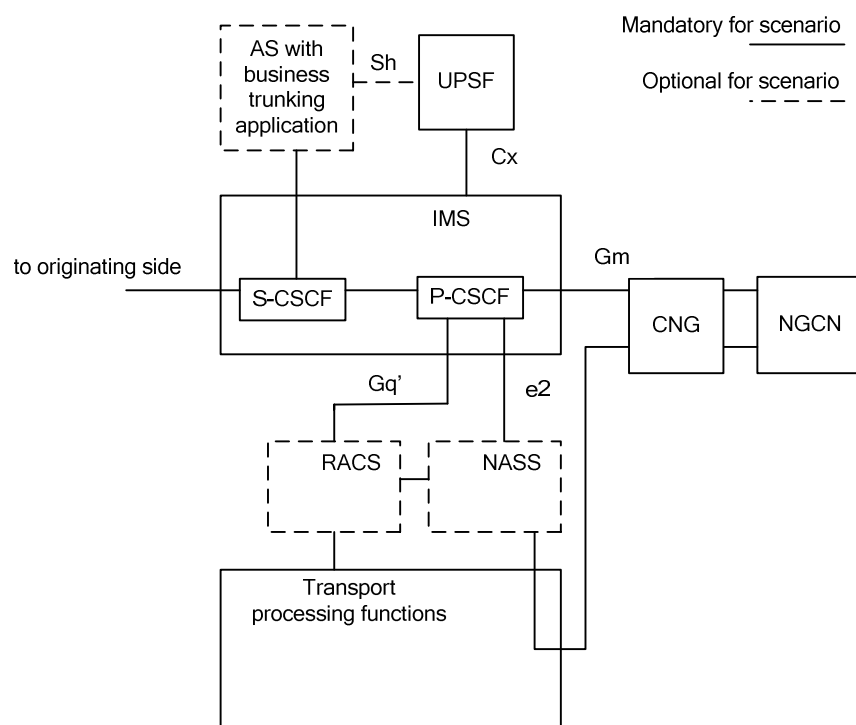 Mandatory for scenario
Optional for scenario
AS with
business
trunking
application
Sh
UPSF
Cx
IMS
to originating side
S-CSCF
P-CSCF
Gm
CNG
NGCN
Gq’
e2
RACS
NASS
Transport
processing functions